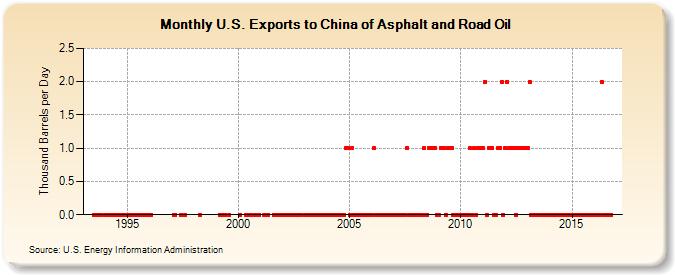 Monthly U.S. Exports to China of Asphalt and Road Oil
Thousand Barrels per Day
2.5
2.0
1.5
1.0
0.5
0.0
1995 2000 2005 2010 2015
Source: U.S. Energy Information Administration